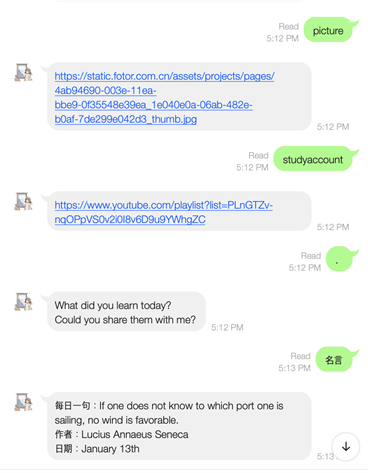 Read
picture
5:12 PM
https://static.fotor.com.cn/assets/projects/pages/
4ab94690-003e-11ea-
bbe9-0f35548e39ea_1e040e0a-06ab-482e-
b0af-7de299e042d3_thumb.jpg
5:12 PM
Read
studyaccount
5:12 PM
https://www.youtube.com/playlist?list=PLnGTZv-
nqOPpVS0v2i0I8v6D9u9YWhgZC
5:12 PM
Read
.
5:12 PM
What did you learn today?
Could you share them with me?
5:12 PM
Read
名言
5:13 PM
每日一句：If one does not know to which port one is
sailing, no wind is favorable.
作者：Lucius Annaeus Seneca
日期：January 13th
5:13